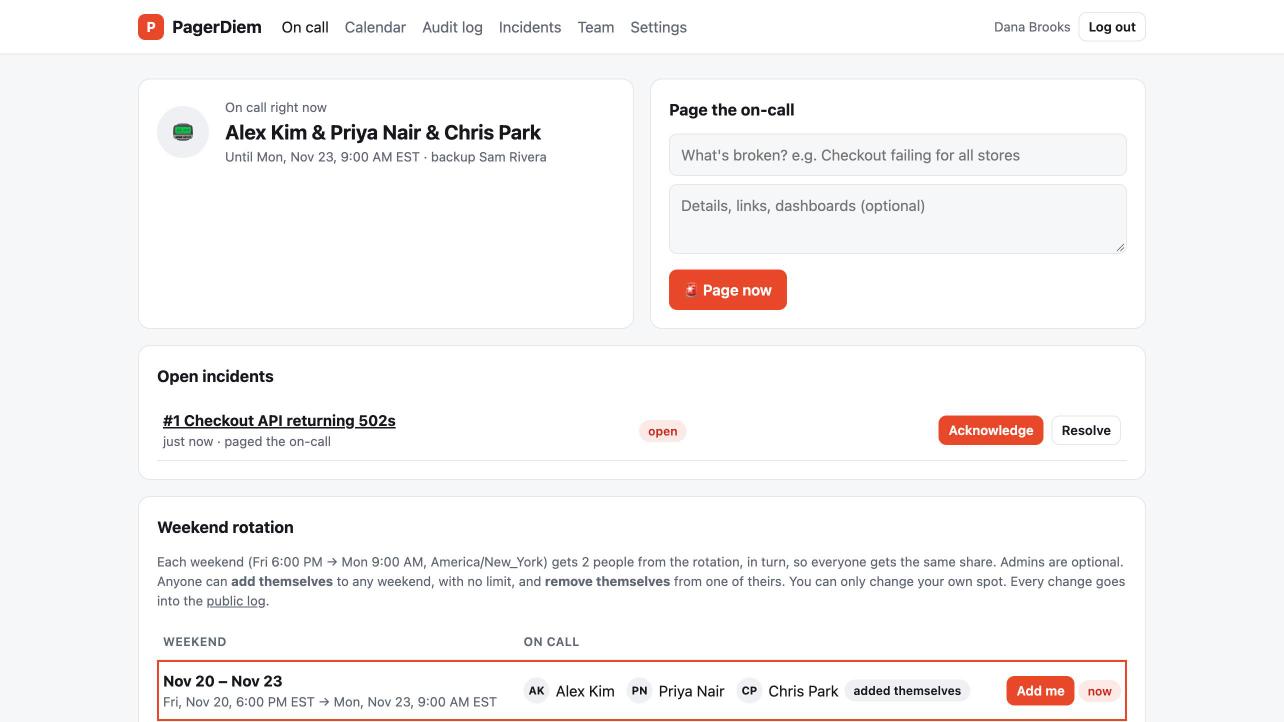 P PagerDiem On call Calendar Audit log Incidents Team Settings Dana Brooks Log out
On call right now
Alex Kim & Priya Nair & Chris Park
Until Mon, Nov 23, 9:00 AM EST · backup Sam Rivera
Page the on-call
What's broken? e.g. Checkout failing for all stores
Details, links, dashboards (optional)
Page now
Open incidents
#1 Checkout API returning 502s
just now · paged the on-call
open
Acknowledge Resolve
Weekend rotation
Each weekend (Fri 6:00 PM → Mon 9:00 AM, America/New_York) gets 2 people from the rotation, in turn, so everyone gets the same share. Admins are optional.
Anyone can add themselves to any weekend, with no limit, and remove themselves from one of theirs. You can only change your own spot. Every change goes
into the public log.
WEEKEND ON CALL
Nov 20 – Nov 23
Fri, Nov 20, 6:00 PM EST → Mon, Nov 23, 9:00 AM EST
AK Alex Kim PN Priya Nair CP Chris Park added themselves Add me now